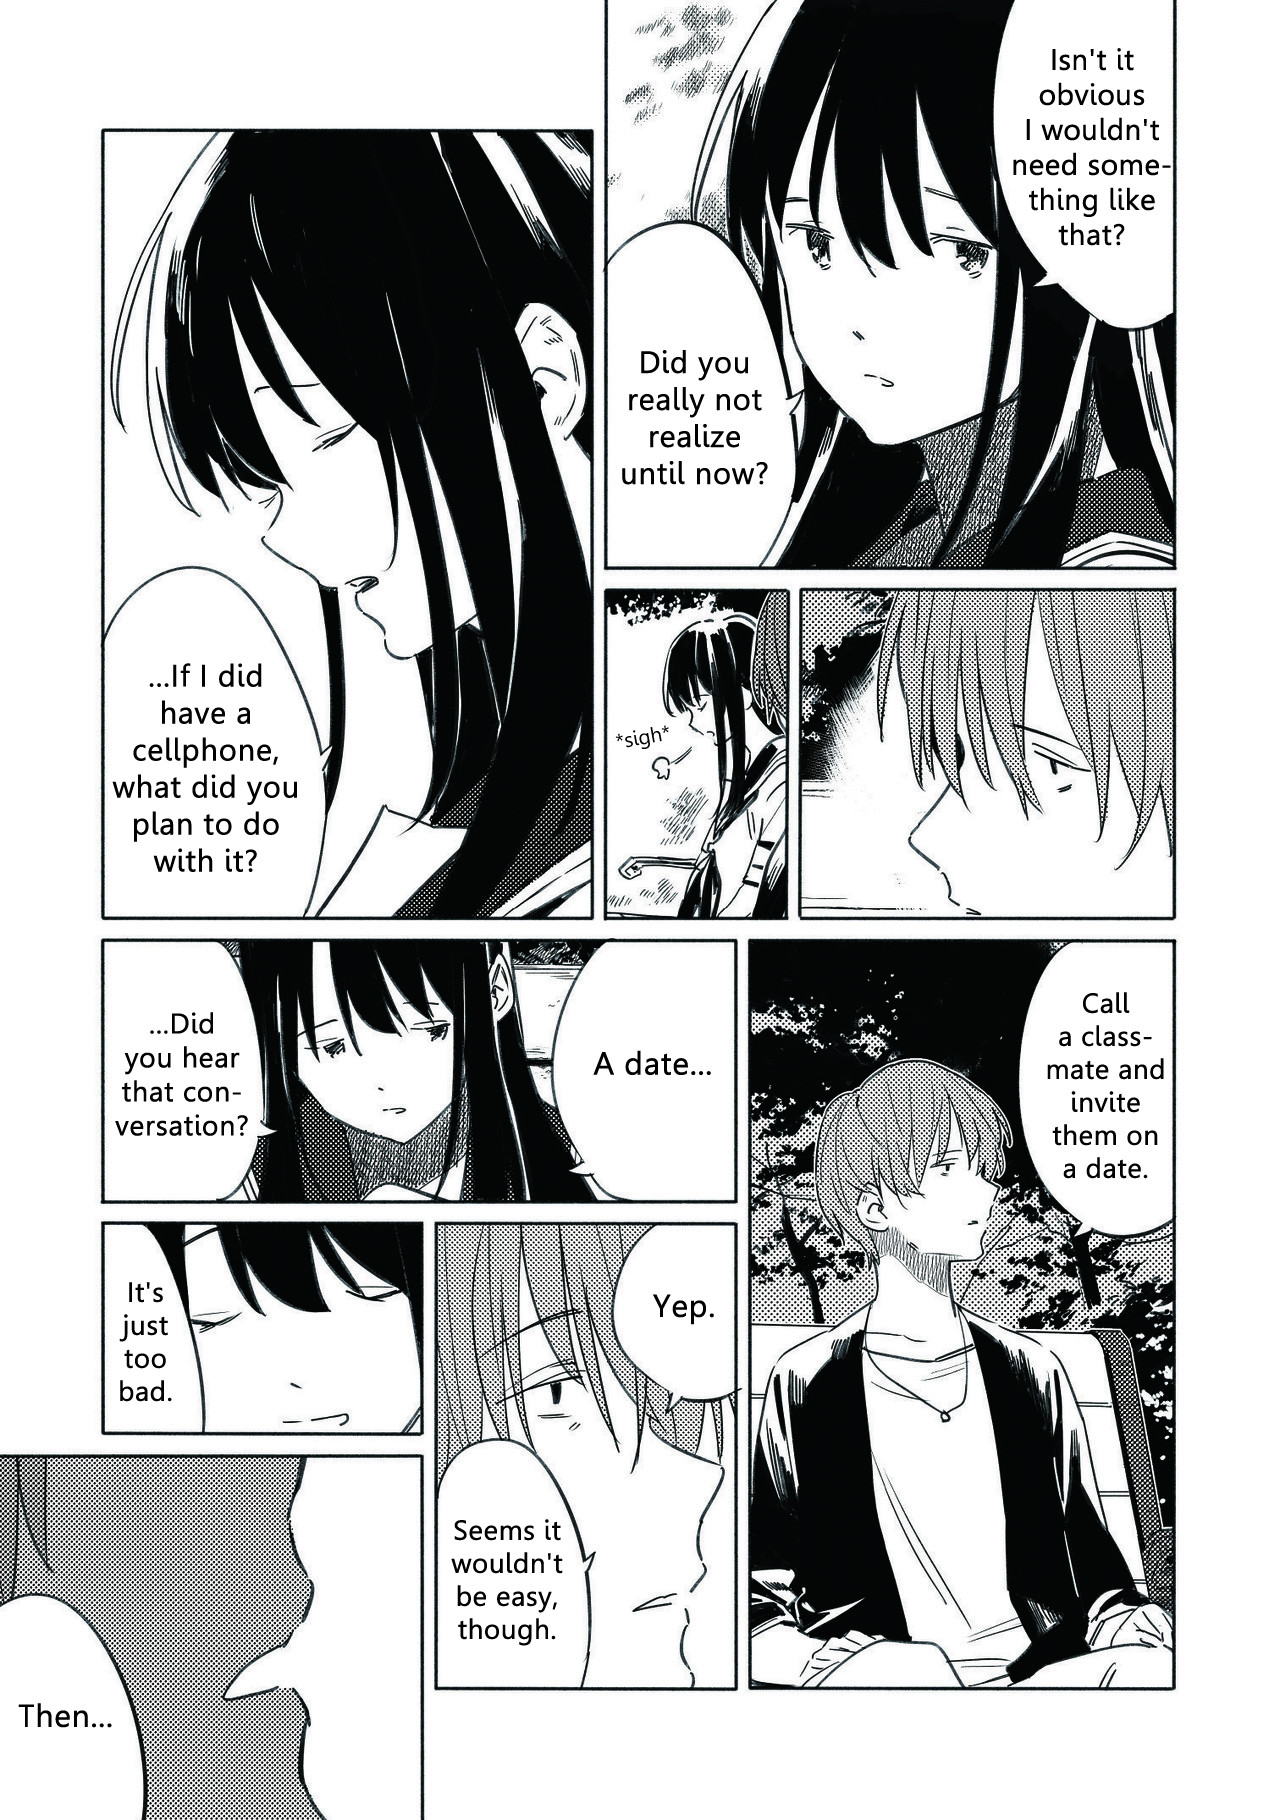 Isn't it
obvious
I wouldn't
need some-
thing like
that?
Did you
really not
realize
until now?
*sigh*
...If I did
have a
cellphone,
what did you
plan to do
with it?
Call
a class-
mate and
invite
them on
a date.
A date...
...Did
you hear
that con-
versation?
Yep.
Seems it
wouldn't
be easy,
though.
It's
just
too
bad.
Then...